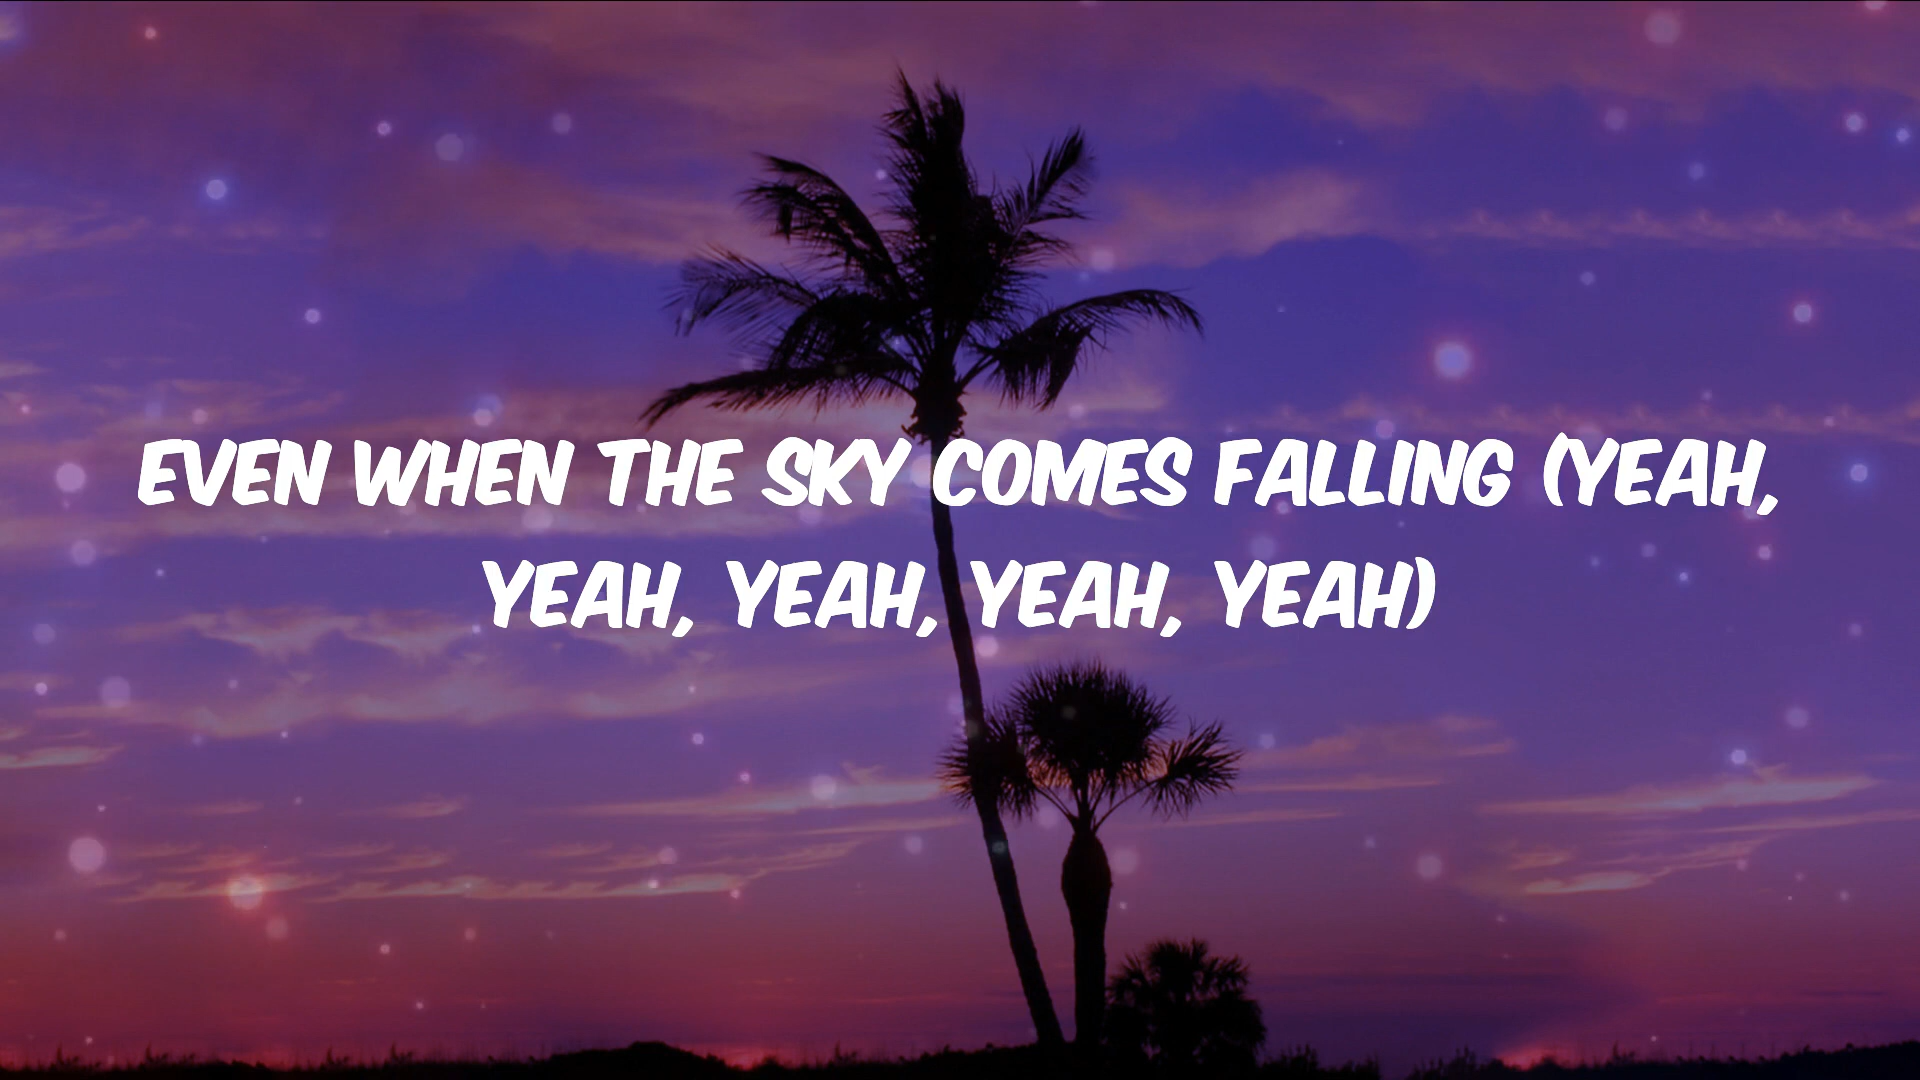 EVEN WHEN THE SKY COMES FALLING (YEAH,
YEAH, YEAH, YEAH, YEAH)